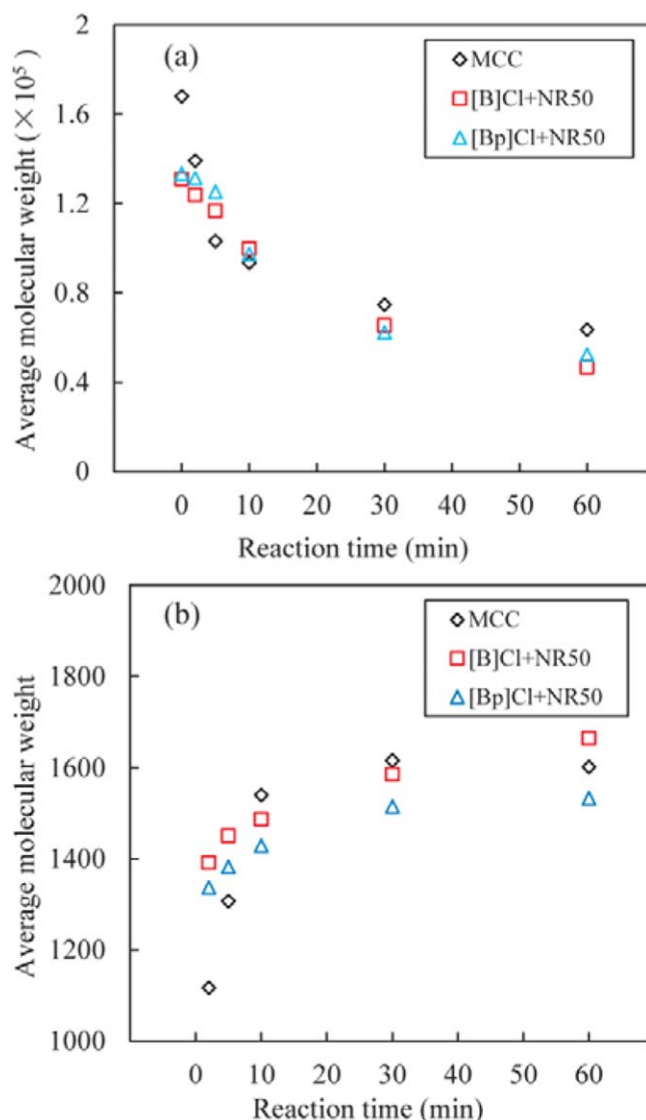 (a)
MCC
[B]Cl+NR50
[Bp]Cl+NR50
Average molecular weight (×10⁵)
2
1.6
1.2
0.8
0.4
0
0 10 20 30 40 50 60
Reaction time (min)
(b)
MCC
[B]Cl+NR50
[Bp]Cl+NR50
Average molecular weight
2000
1800
1600
1400
1200
1000
0 10 20 30 40 50 60
Reaction time (min)